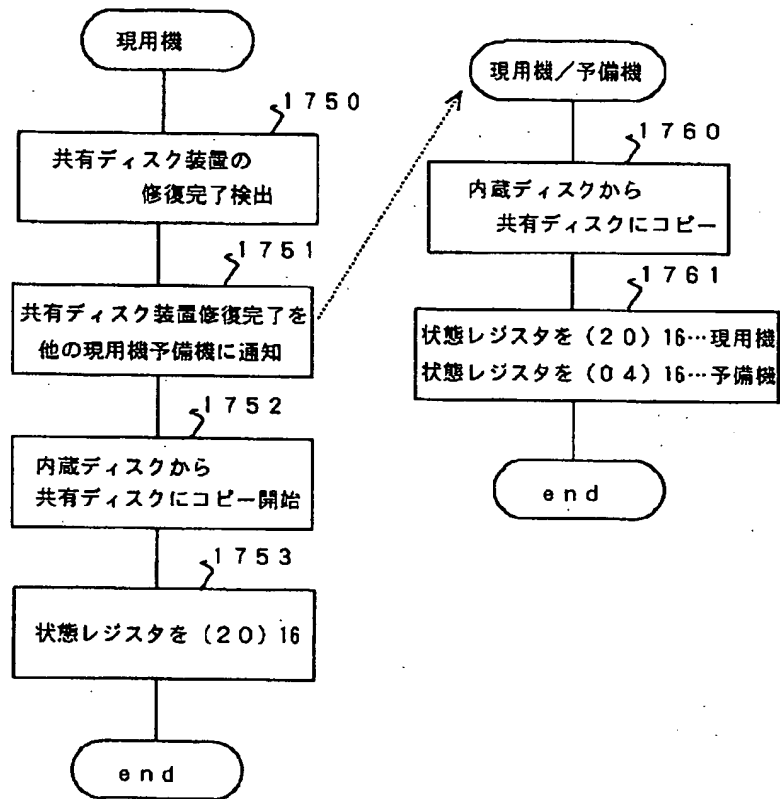 現用機
1750
共有ディスク装置の
修復完了検出
1751
共有ディスク装置修復完了を
他の現用機予備機に通知
1752
内蔵ディスクから
共有ディスクにコピー開始
1753
状態レジスタを(20)16
end
現用機/予備機
1760
内蔵ディスクから
共有ディスクにコピー
1761
状態レジスタを(20)16…現用機
状態レジスタを(04)16…予備機
end